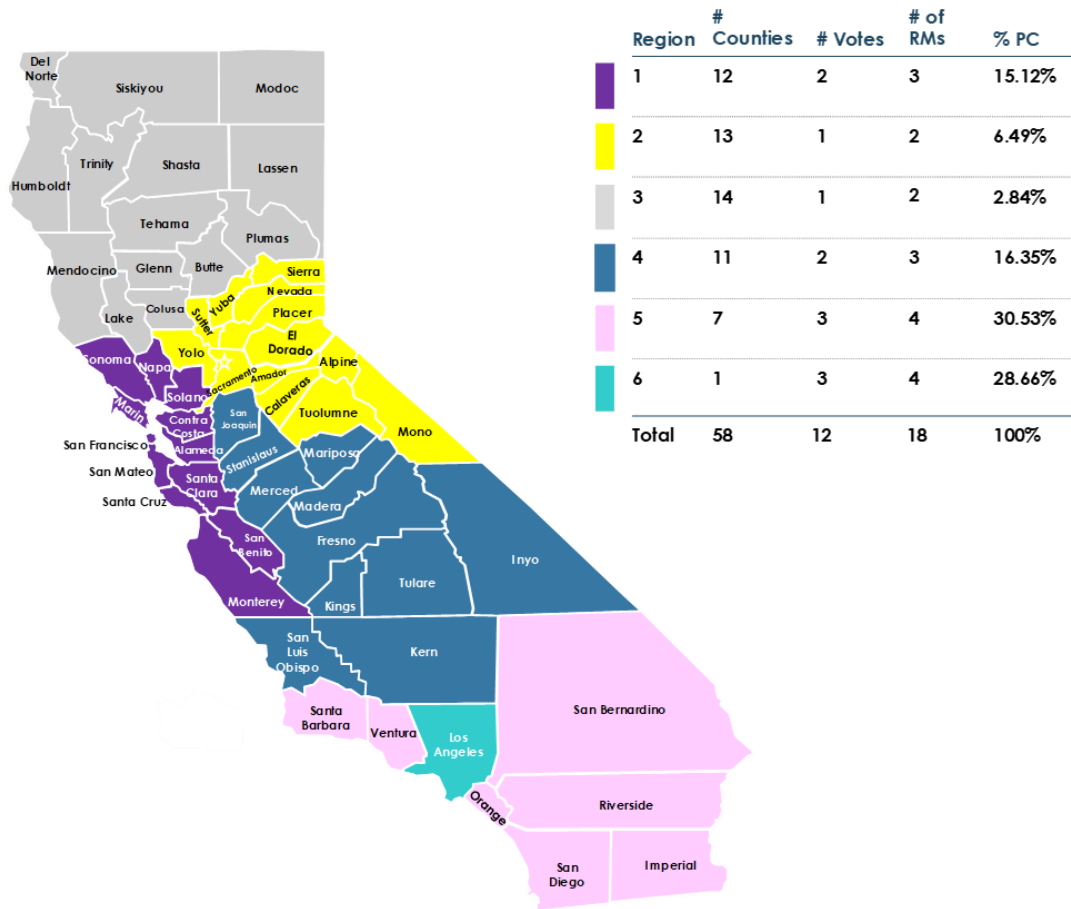 #
# of
Region
Counties
# Votes
RMs
% PC
1 12 2 3 15.12%
2 13 1 2 6.49%
3 14 1 2 2.84%
4 11 2 3 16.35%
5 7 3 4 30.53%
6 1 3 4 28.66%
Total 58 12 18 100%
Del
Norte
Siskiyou
Modoc
Humboldt
Trinity
Shasta
Lassen
Tehama
Plumas
Mendocino
Glenn
Butte
Sierra
Colusa
Lake
Sutter
Yuba
Nevada
Placer
Yolo
El
Dorado
Sonoma
Napa
Sacramento
Amador
Alpine
Solano
Calaveras
Marin
Contra
Costa
San
Joaquin
Tuolumne
Mono
San Francisco
Alameda
Stanislaus
Mariposa
San Mateo
Santa
Clara
Merced
Santa Cruz
Madera
San
Benito
Fresno
Inyo
Tulare
Monterey
Kings
San
Luis
Obispo
Kern
Santa
Barbara
Ventura
Los
Angeles
San Bernardino
Orange
Riverside
San
Diego
Imperial